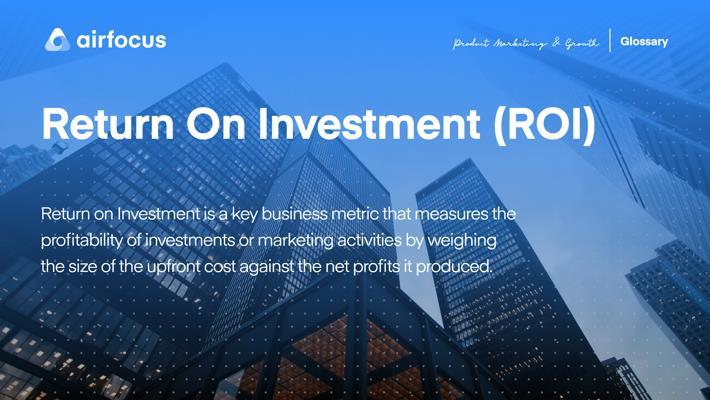 airfocus
Product Marketing & Growth
Glossary
Return On Investment (ROI)
Return on Investment is a key business metric that measures the
profitability of investments or marketing activities by weighing
the size of the upfront cost against the net profits it produced.